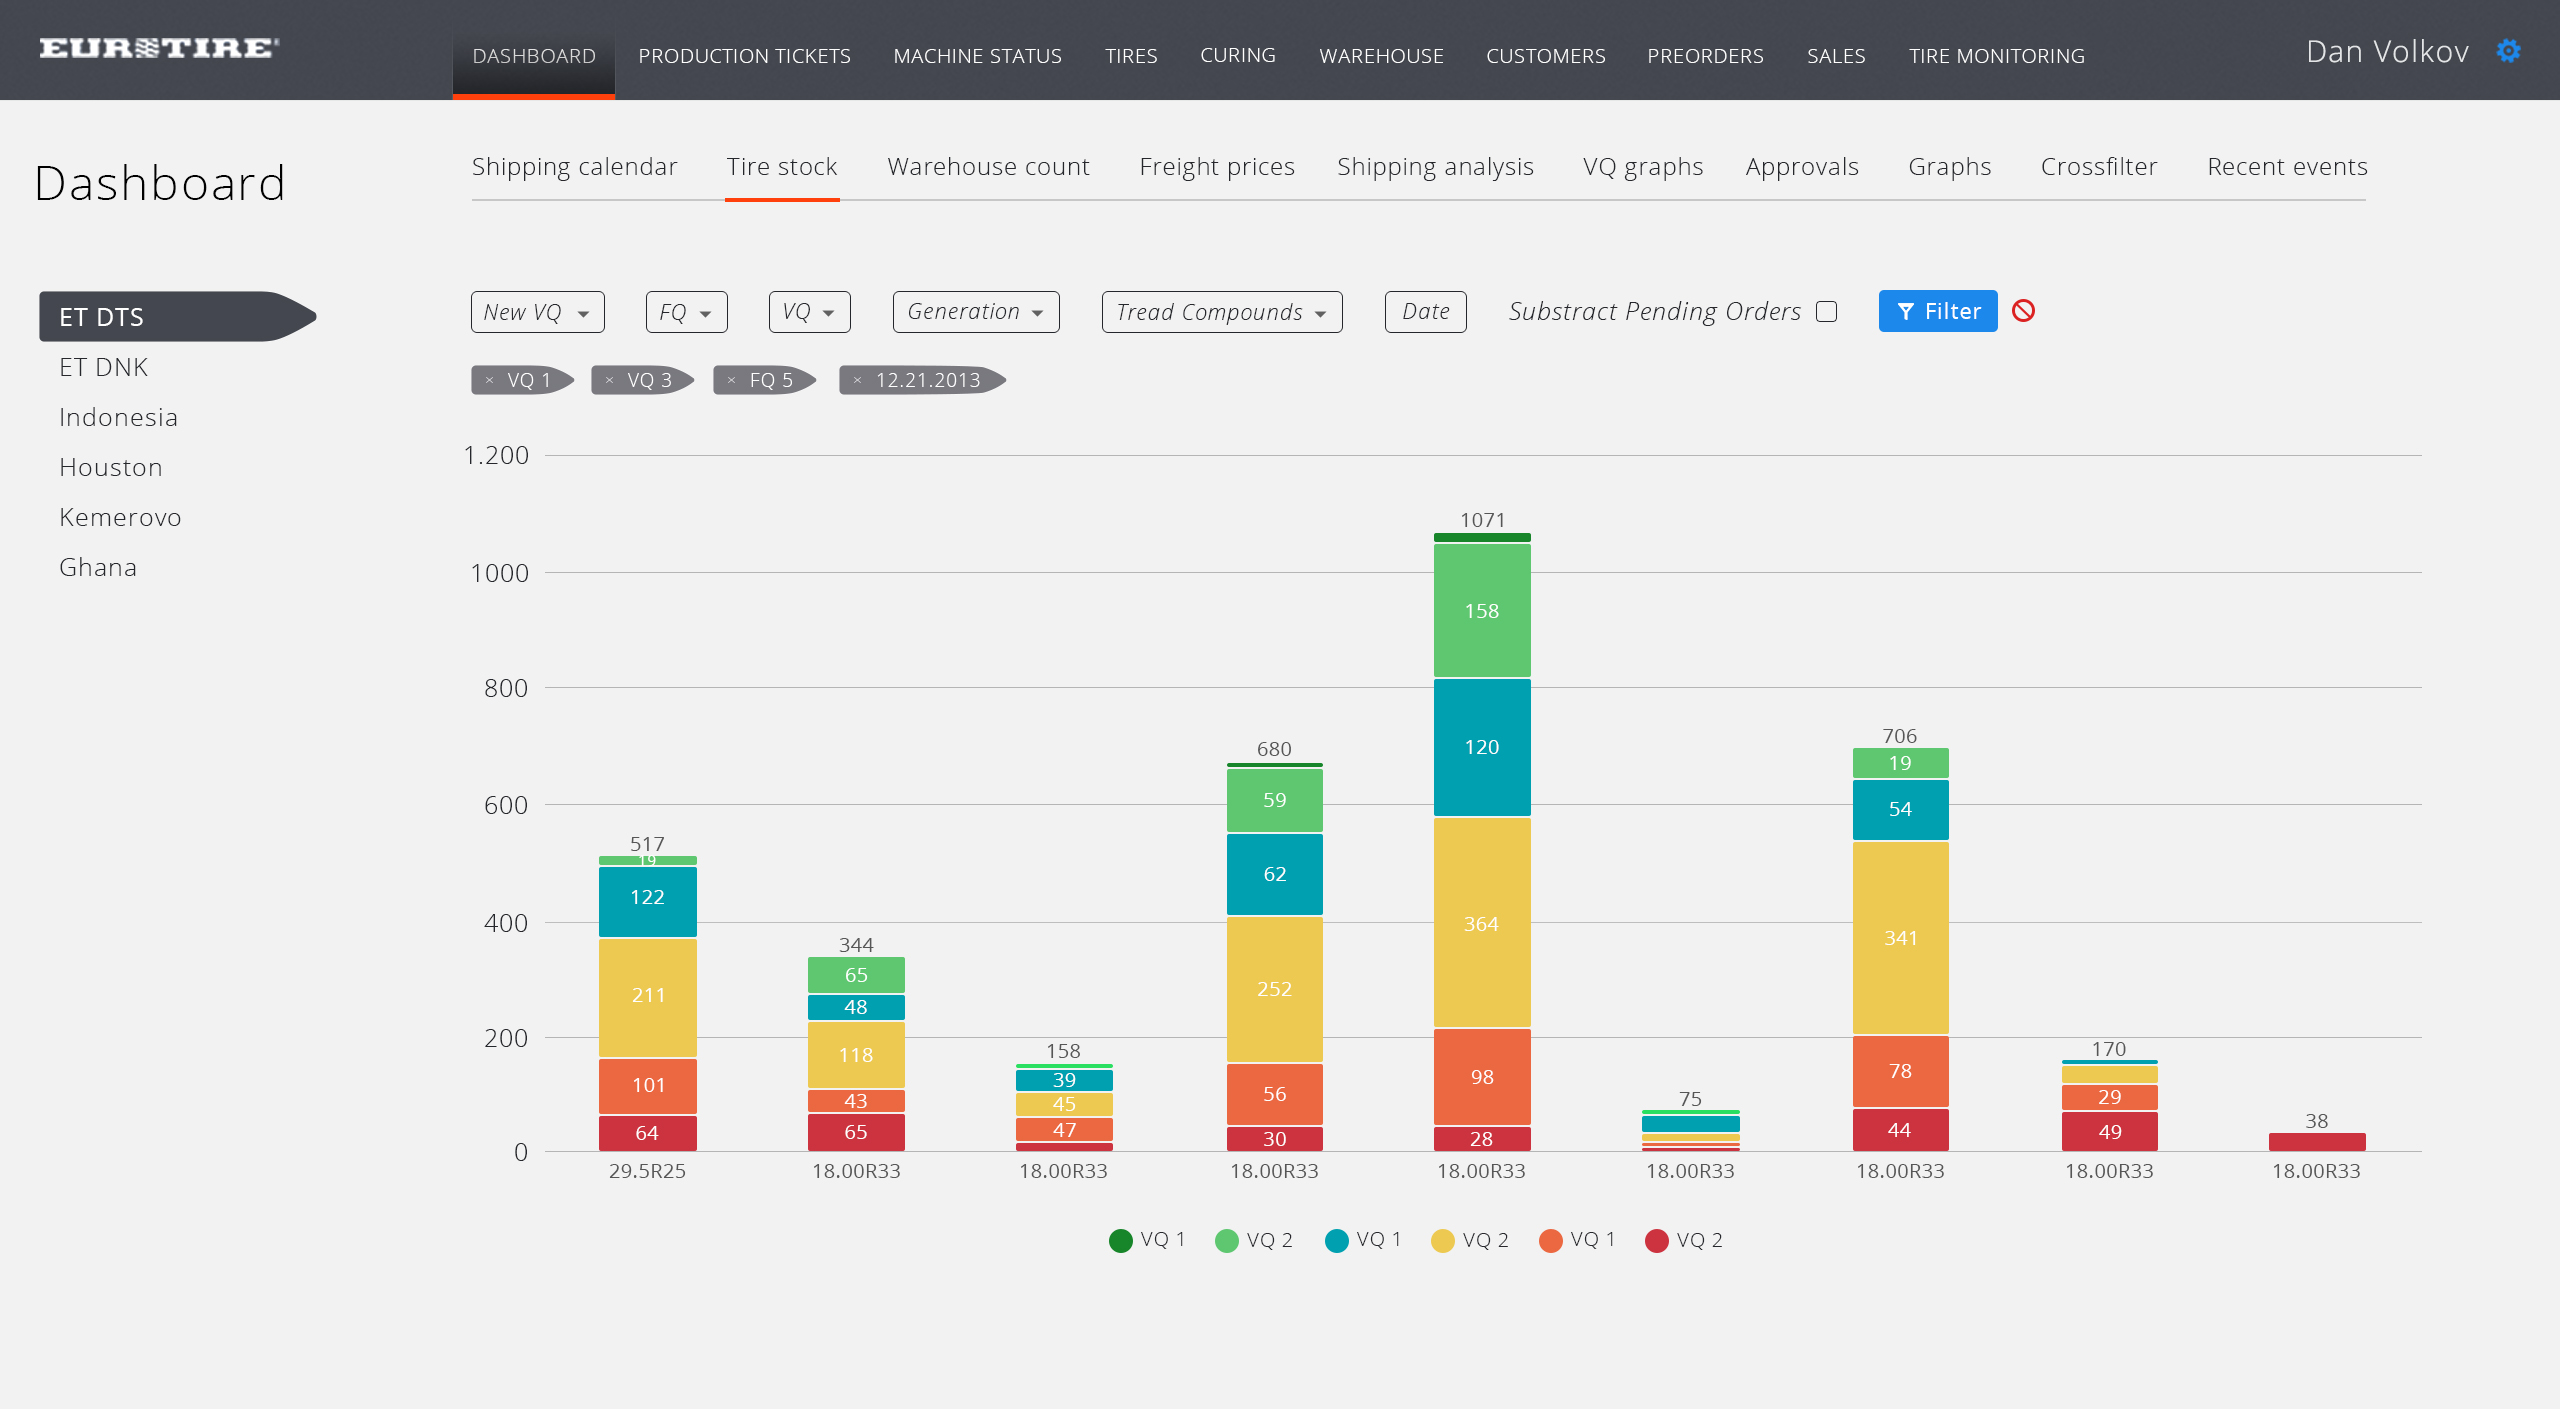 EUROTIRE
DASHBOARD PRODUCTION TICKETS MACHINE STATUS TIRES CURING WAREHOUSE CUSTOMERS PREORDERS SALES TIRE MONITORING
Dan Volkov
Dashboard
Shipping calendar Tire stock Warehouse count Freight prices Shipping analysis VQ graphs Approvals Graphs Crossfilter Recent events
ET DTS
ET DNK
Indonesia
Houston
Kemerovo
Ghana
New VQ FQ VQ Generation Tread Compounds Date Substract Pending Orders Filter
× VQ 1 × VQ 3 × FQ 5 × 12.21.2013
1.200
1000
800
600
400
200
0
517
19
122
211
101
64
29.5R25
344
65
48
118
43
65
18.00R33
158
39
45
47
18.00R33
680
59
62
252
56
30
18.00R33
1071
158
120
364
98
28
18.00R33
75
18.00R33
706
19
54
341
78
44
18.00R33
170
29
49
18.00R33
38
18.00R33
VQ 1 VQ 2 VQ 1 VQ 2 VQ 1 VQ 2